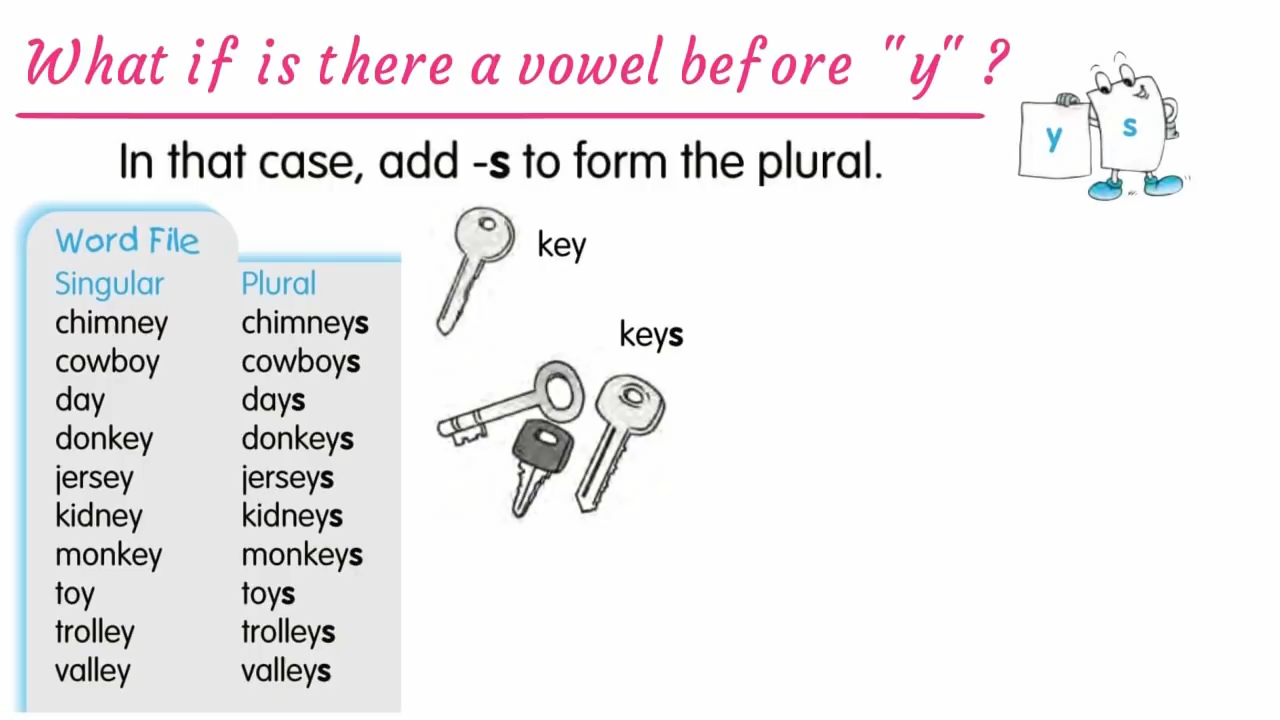 What if is there a vowel before "y" ?
y s
In that case, add -s to form the plural.
Word File
Singular Plural
chimney chimneys
cowboy cowboys
day days
donkey donkeys
jersey jerseys
kidney kidneys
monkey monkeys
toy toys
trolley trolleys
valley valleys
key
keys